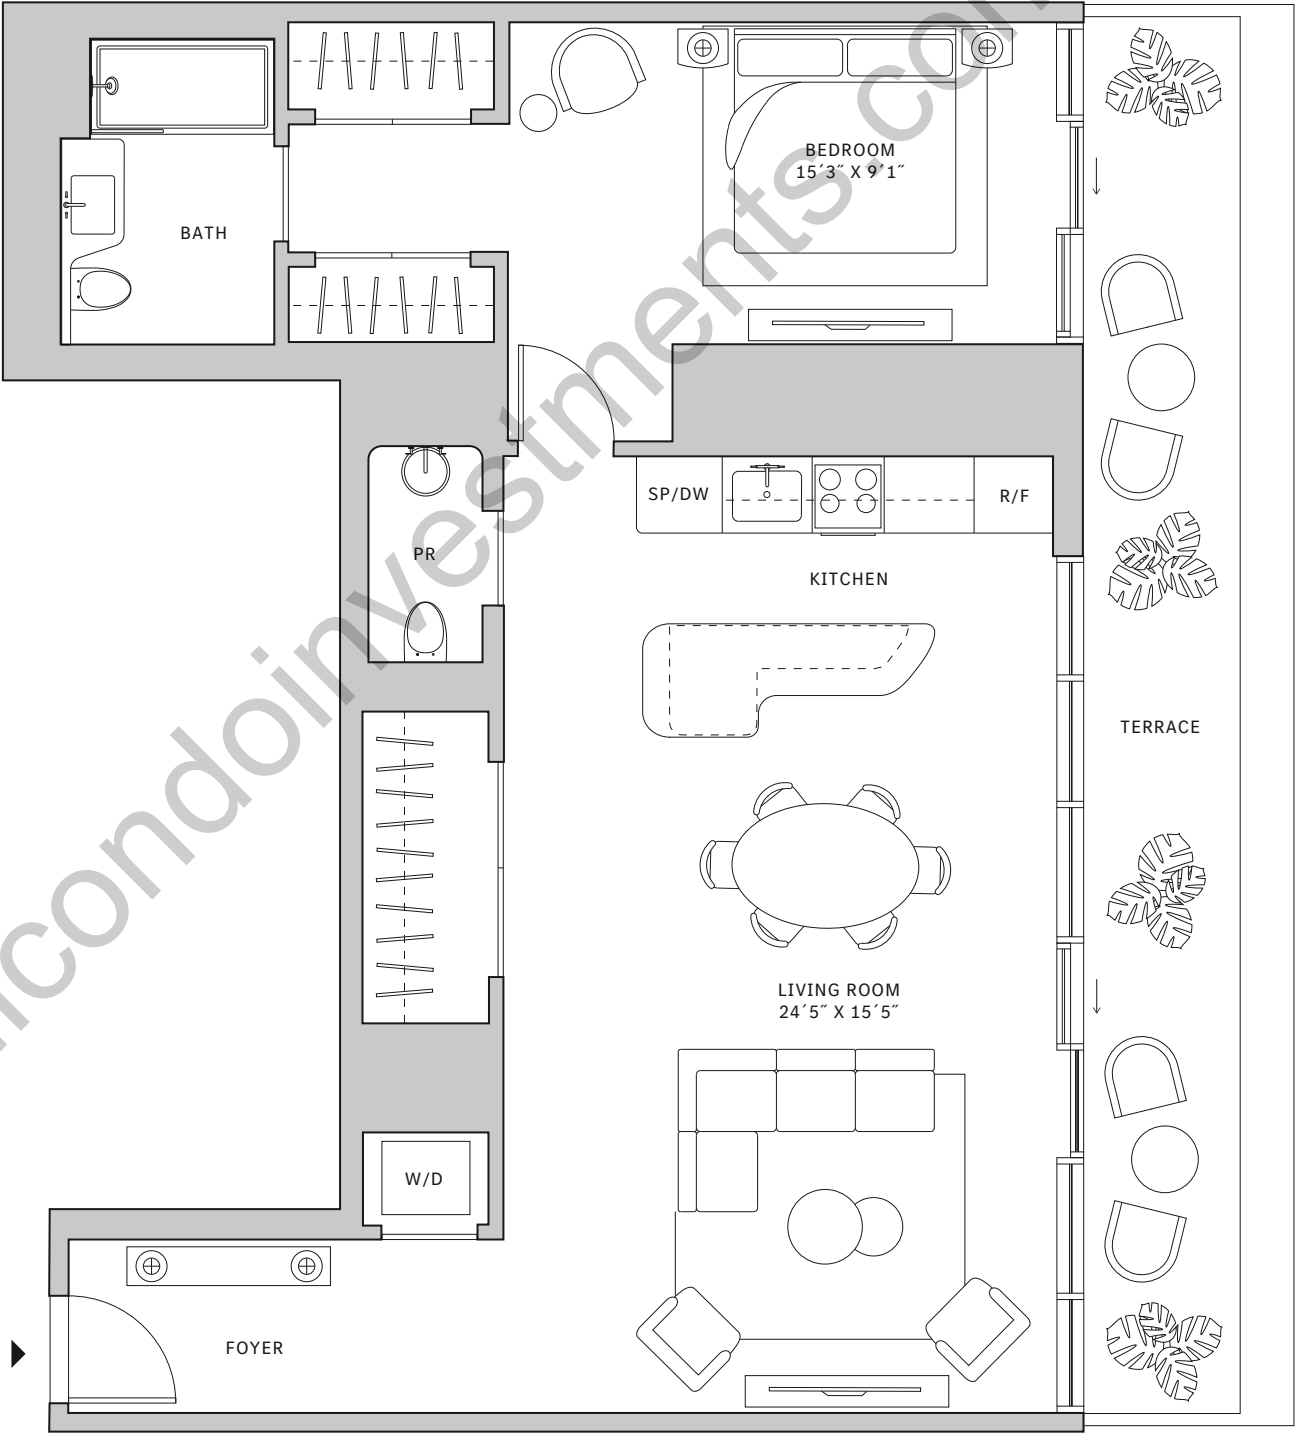 BEDROOM
15´3˝ X 9´1˝
BATH
SP/DW
R/F
PR
KITCHEN
TERRACE
LIVING ROOM
24´5˝ X 15´5˝
W/D
FOYER
condoinvestments.com